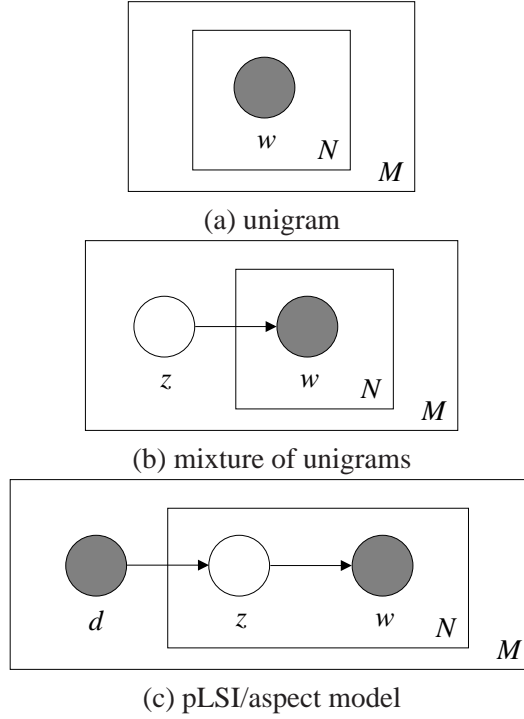 w
N
M
(a) unigram
z
w
N
M
(b) mixture of unigrams
d
z
w
N
M
(c) pLSI/aspect model